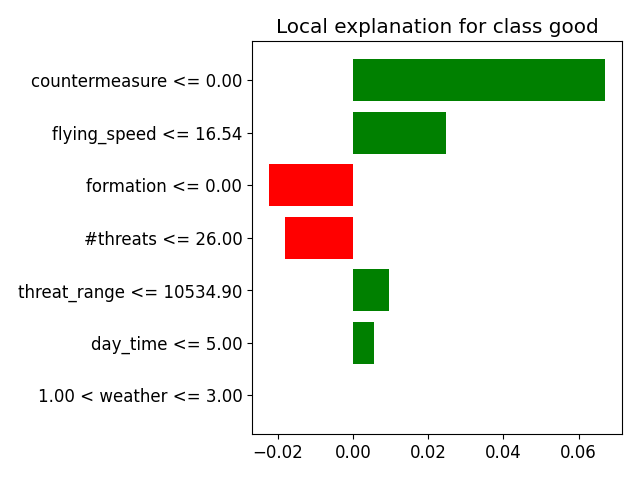 Local explanation for class good
countermeasure <= 0.00
flying_speed <= 16.54
formation <= 0.00
#threats <= 26.00
threat_range <= 10534.90
day_time <= 5.00
1.00 < weather <= 3.00
−0.02 0.00 0.02 0.04 0.06